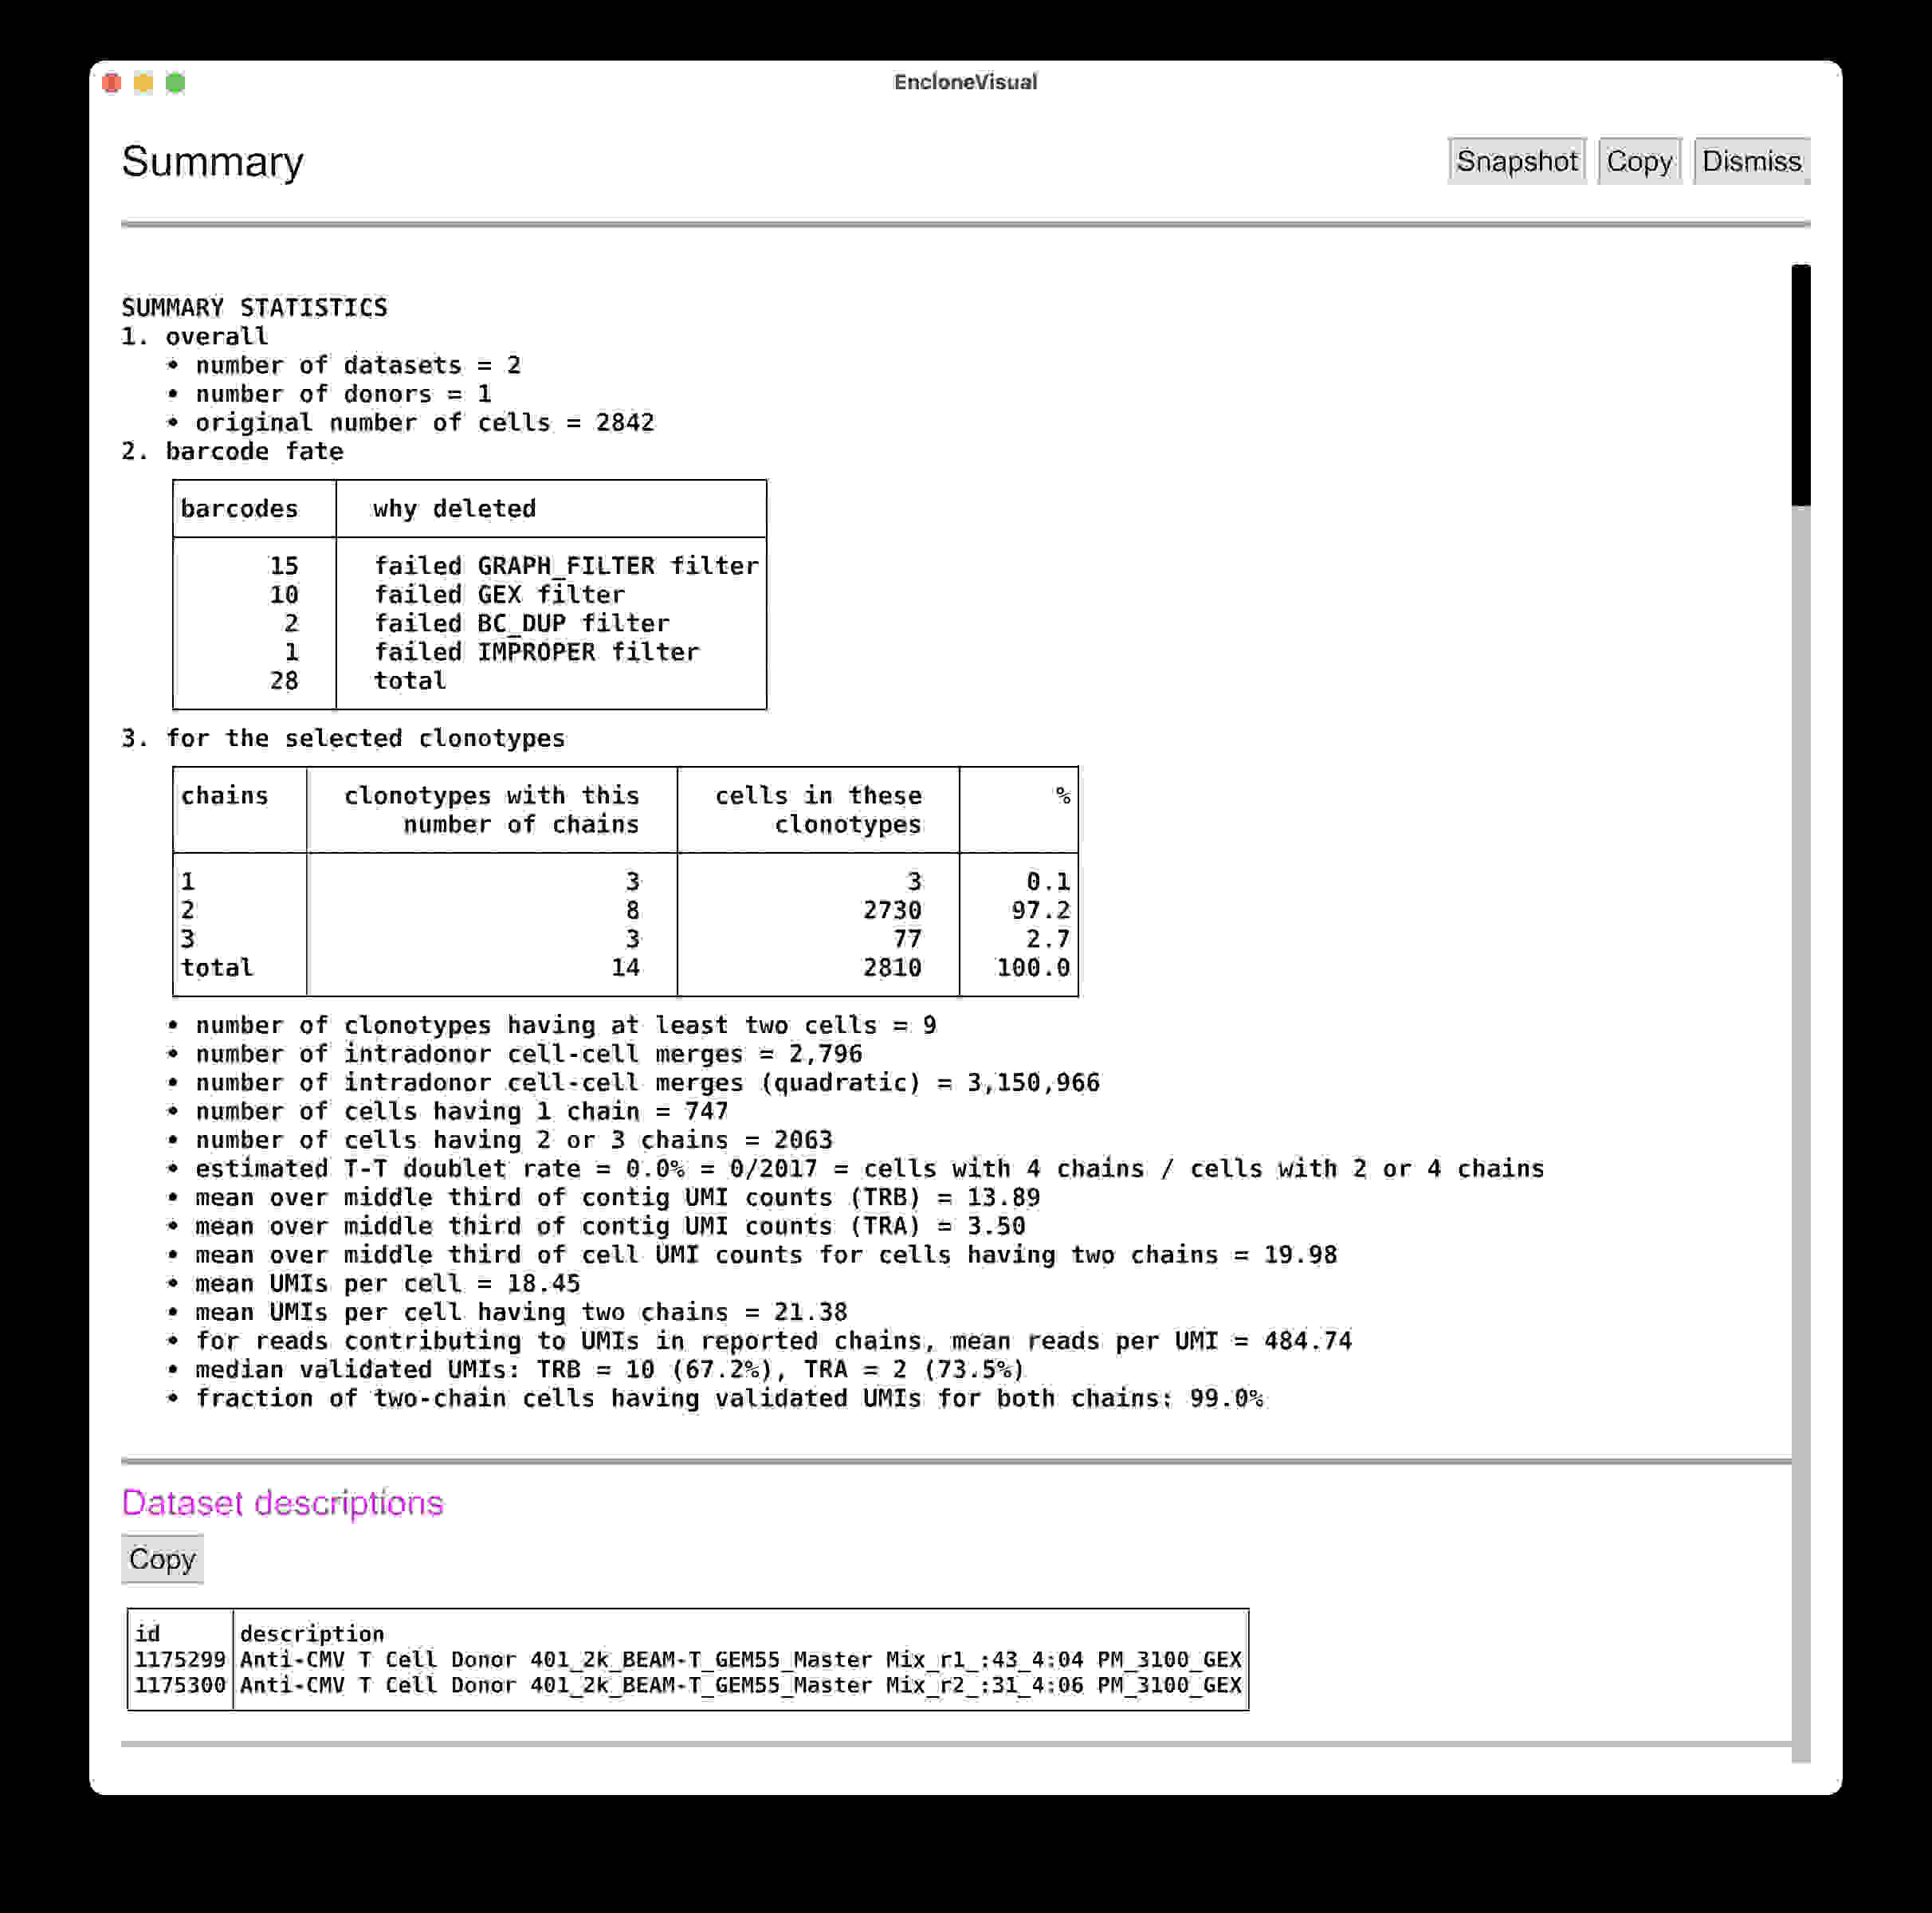 EncloneVisual
Summary
Snapshot Copy Dismiss
SUMMARY STATISTICS
1. overall
• number of datasets = 2
• number of donors = 1
• original number of cells = 2842
2. barcode fate
barcodes why deleted
15 failed GRAPH_FILTER filter
10 failed GEX filter
2 failed BC_DUP filter
1 failed IMPROPER filter
28 total
3. for the selected clonotypes
chains clonotypes with this cells in these %
number of chains clonotypes
1 3 3 0.1
2 8 2730 97.2
3 3 77 2.7
total 14 2810 100.0
• number of clonotypes having at least two cells = 9
• number of intradonor cell-cell merges = 2,796
• number of intradonor cell-cell merges (quadratic) = 3,150,966
• number of cells having 1 chain = 747
• number of cells having 2 or 3 chains = 2063
• estimated T-T doublet rate = 0.0% = 0/2017 = cells with 4 chains / cells with 2 or 4 chains
• mean over middle third of contig UMI counts (TRB) = 13.89
• mean over middle third of contig UMI counts (TRA) = 3.50
• mean over middle third of cell UMI counts for cells having two chains = 19.98
• mean UMIs per cell = 18.45
• mean UMIs per cell having two chains = 21.38
• for reads contributing to UMIs in reported chains, mean reads per UMI = 484.74
• median validated UMIs: TRB = 10 (67.2%), TRA = 2 (73.5%)
• fraction of two-chain cells having validated UMIs for both chains: 99.0%
Dataset descriptions
Copy
id description
1175299 Anti-CMV T Cell Donor 401_2k_BEAM-T_GEM55_Master Mix_r1_:43_4:04 PM_3100_GEX
1175300 Anti-CMV T Cell Donor 401_2k_BEAM-T_GEM55_Master Mix_r2_:31_4:06 PM_3100_GEX